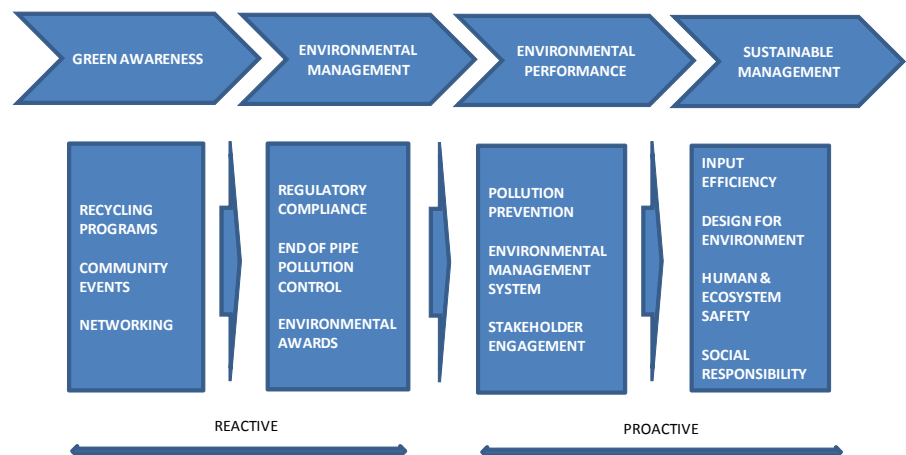 GREEN AWARENESS
ENVIRONMENTAL
MANAGEMENT
ENVIRONMENTAL
PERFORMANCE
SUSTAINABLE
MANAGEMENT
RECYCLING
PROGRAMS
COMMUNITY
EVENTS
NETWORKING
REGULATORY
COMPLIANCE
END OF PIPE
POLLUTION
CONTROL
ENVIRONMENTAL
AWARDS
POLLUTION
PREVENTION
ENVIRONMENTAL
MANAGEMENT
SYSTEM
STAKEHOLDER
ENGAGEMENT
INPUT
EFFICIENCY
DESIGN FOR
ENVIRONMENT
HUMAN &
ECOSYSTEM
SAFETY
SOCIAL
RESPONSIBILITY
REACTIVE
PROACTIVE